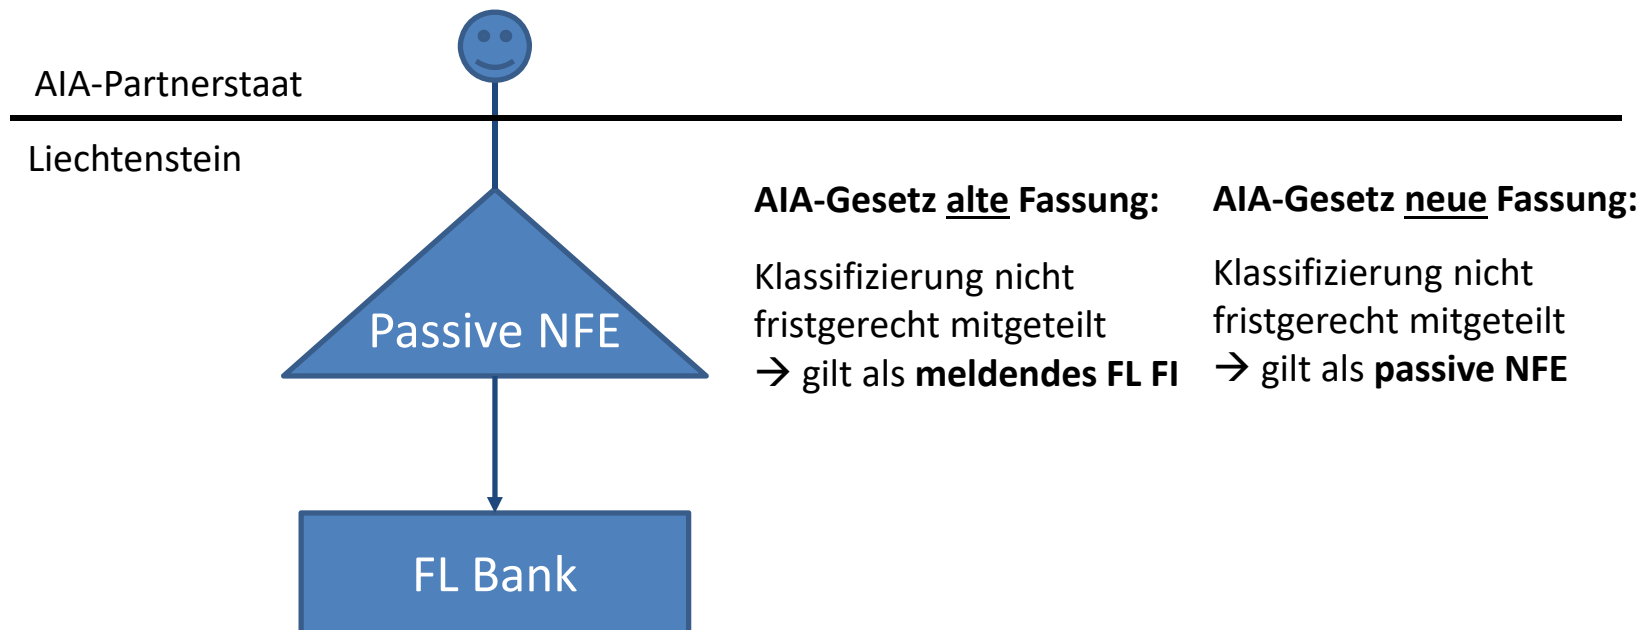 AIA-Partnerstaat
Liechtenstein
Passive NFE
FL Bank
AIA-Gesetz alte Fassung:
Klassifizierung nicht
fristgerecht mitgeteilt
→ gilt als meldendes FL FI
AIA-Gesetz neue Fassung:
Klassifizierung nicht
fristgerecht mitgeteilt
→ gilt als passive NFE